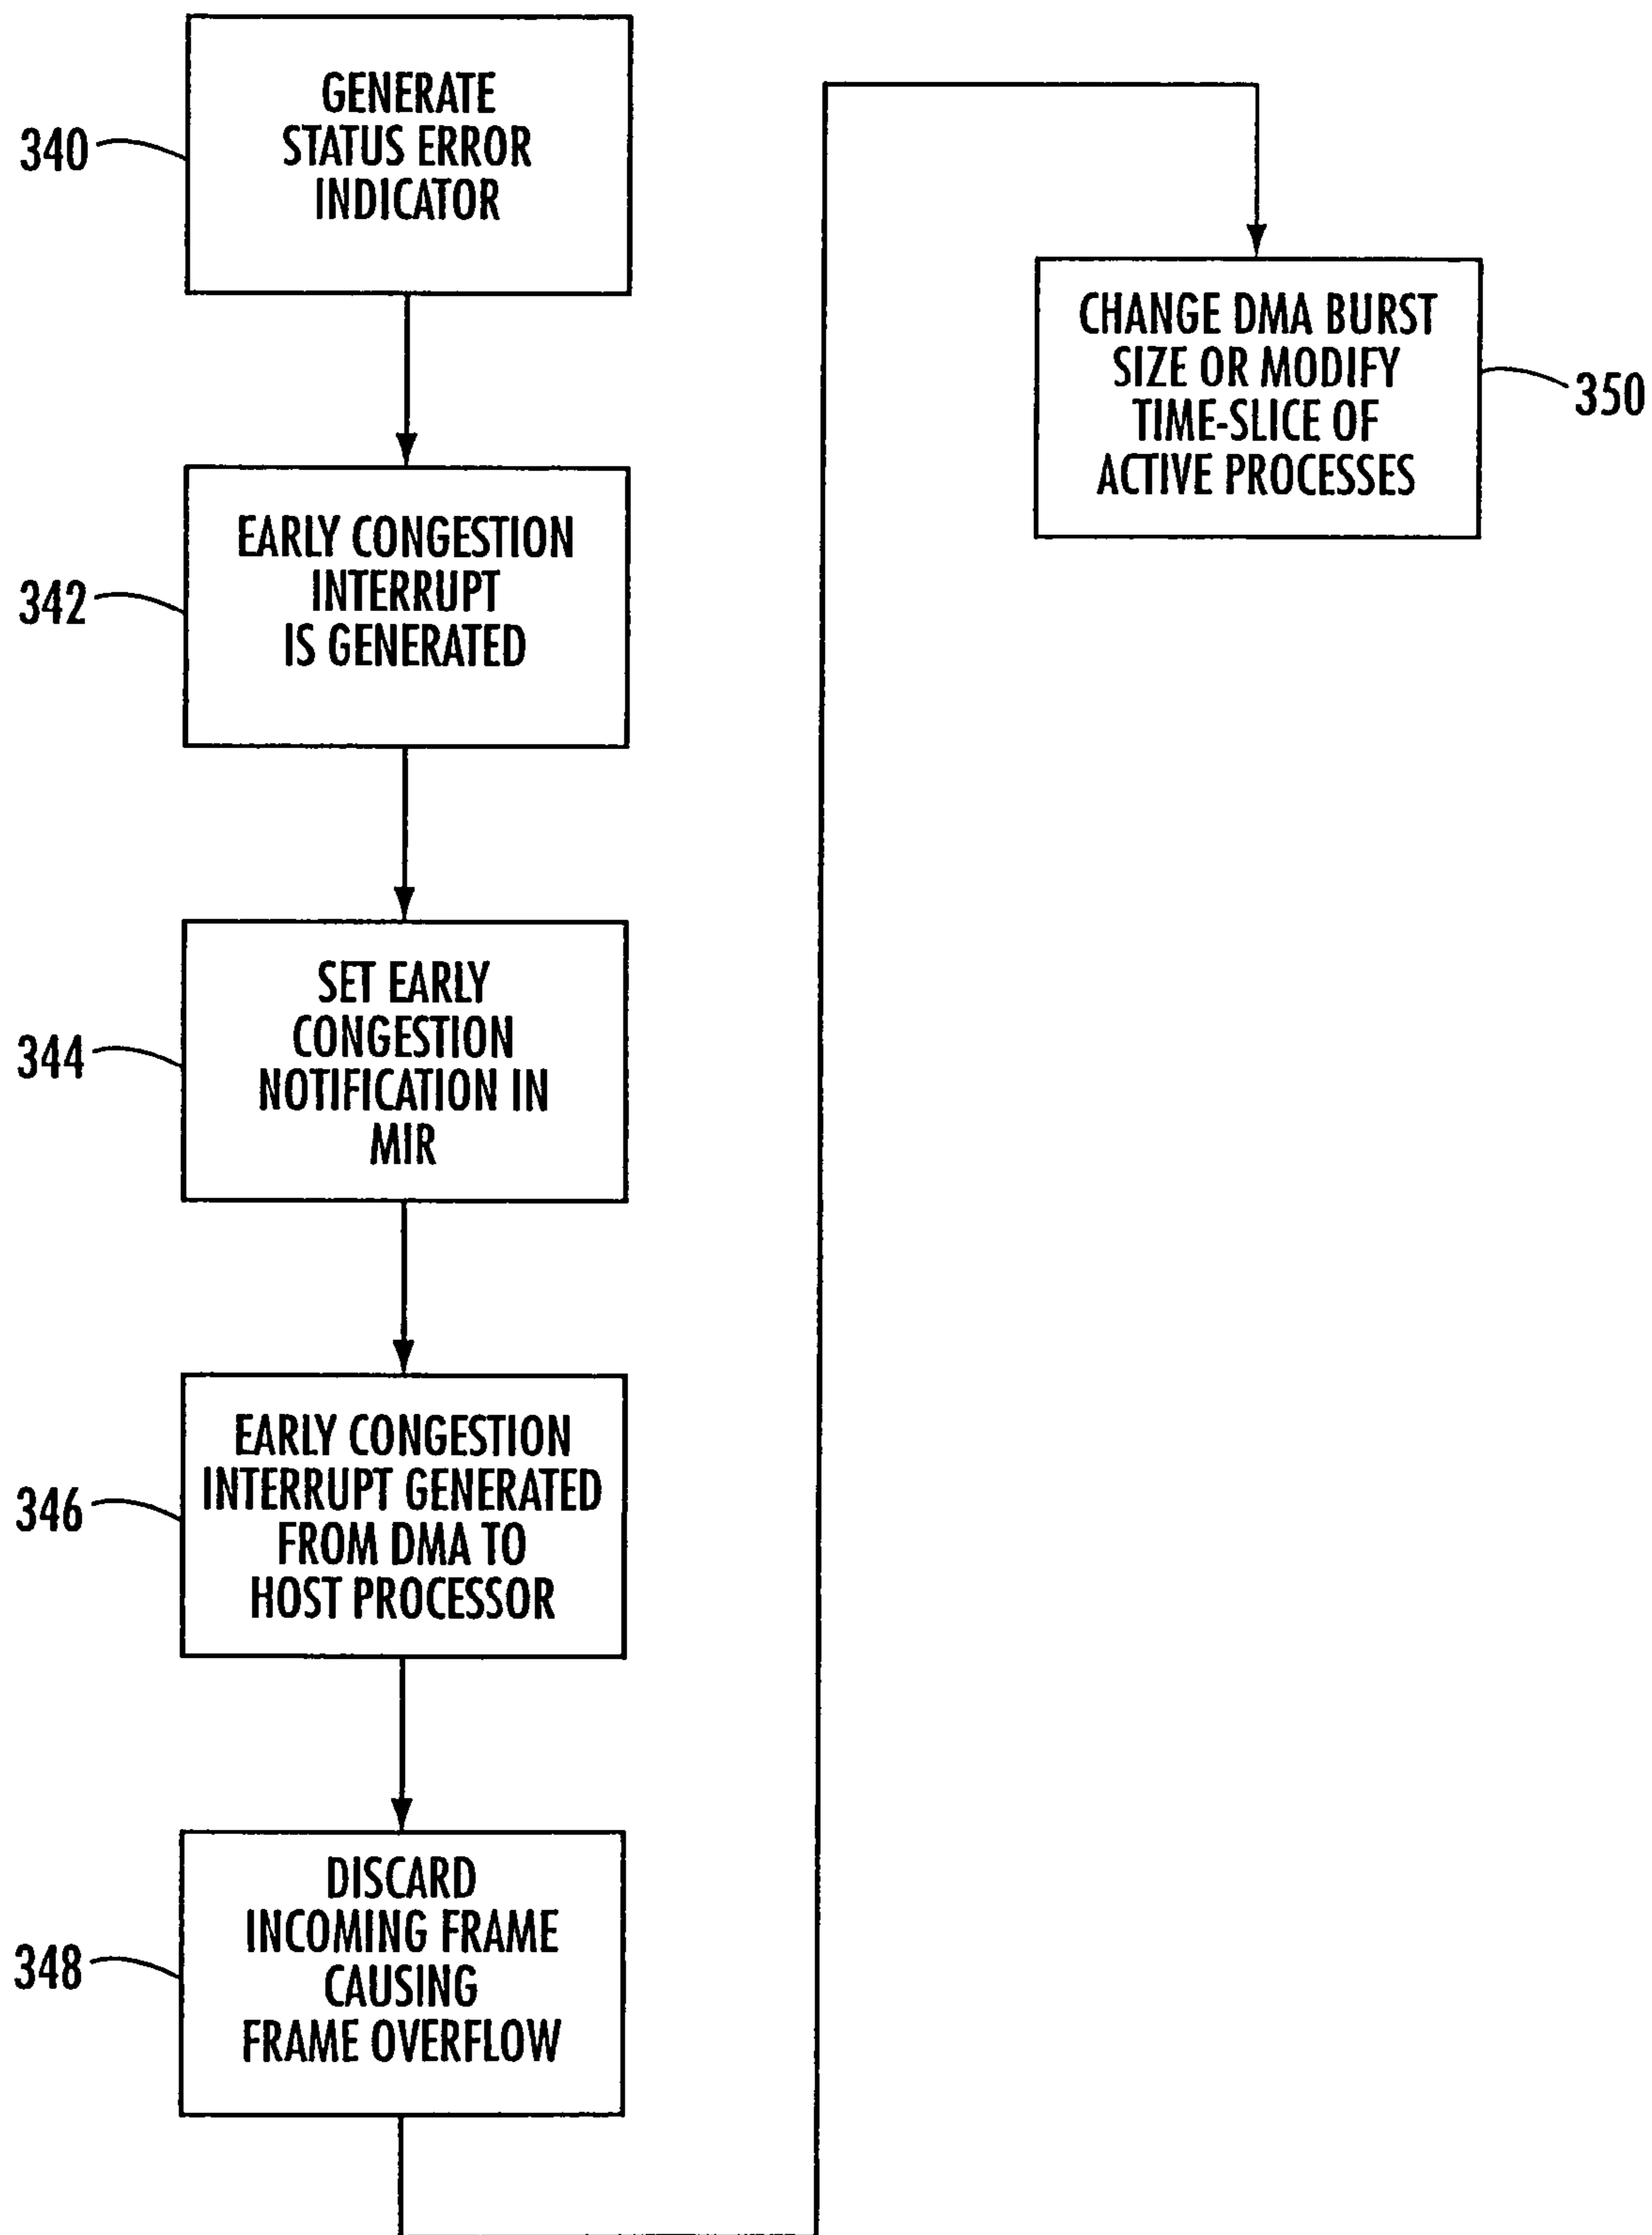 340
GENERATE
STATUS ERROR
INDICATOR
342
EARLY CONGESTION
INTERRUPT
IS GENERATED
344
SET EARLY
CONGESTION
NOTIFICATION IN
MIR
346
EARLY CONGESTION
INTERRUPT GENERATED
FROM DMA TO
HOST PROCESSOR
348
DISCARD
INCOMING FRAME
CAUSING
FRAME OVERFLOW
CHANGE DMA BURST
SIZE OR MODIFY
TIME-SLICE OF
ACTIVE PROCESSES
350